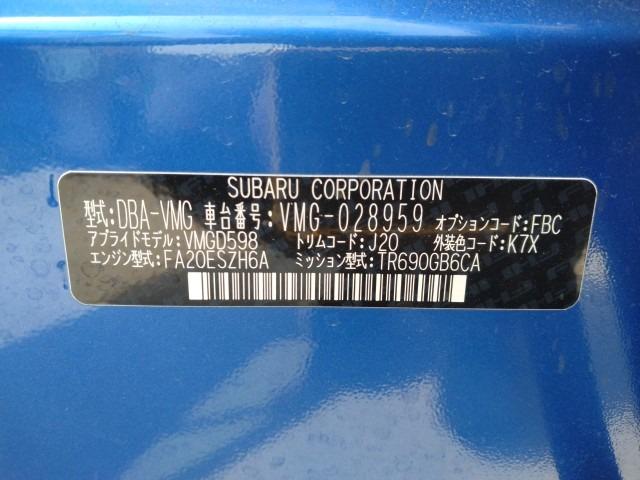 SUBARU CORPORATION
型式:DBA-VMG 車台番号:VMG-028959 オプションコード:FBC
アプライドモデル:VMGD598 トリムコード:J20 外装色コード:K7X
エンジン型式:FA20ESZH6A ミッション型式:TR690GB6CA